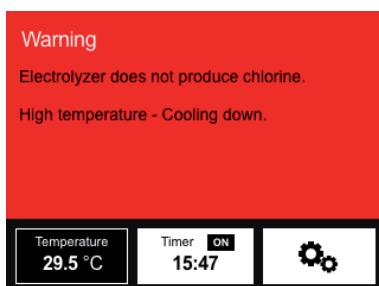 Warning
Electrolyzer does not produce chlorine.
High temperature - Cooling down.
Temperature
29.5 °C
Timer ON
15:47